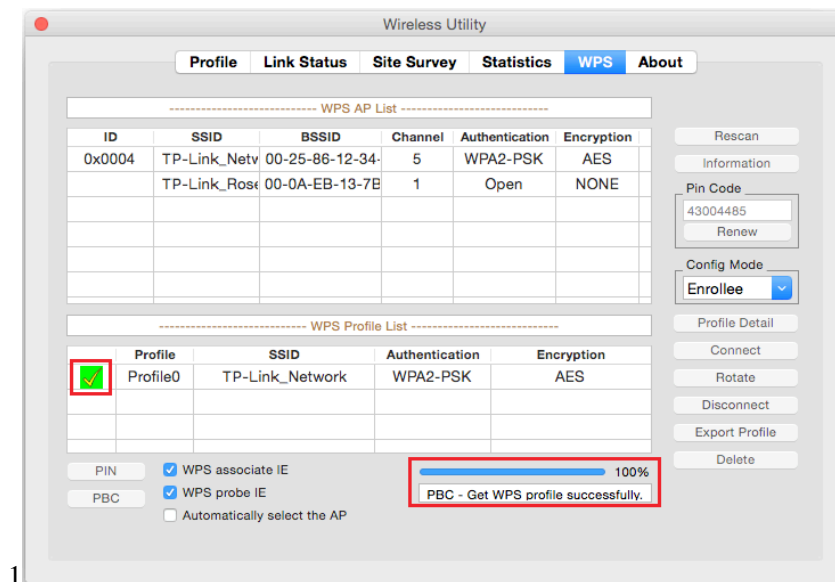 Wireless Utility
Profile Link Status Site Survey Statistics WPS About
---------------------------- WPS AP List ----------------------------
ID SSID BSSID Channel Authentication Encryption
0x0004 TP-Link_Netw 00-25-86-12-34- 5 WPA2-PSK AES
TP-Link_Rose 00-0A-EB-13-7B 1 Open NONE
Rescan
Information
Pin Code
43004485
Renew
Config Mode
Enrollee
---------------------------- WPS Profile List ----------------------------
Profile SSID Authentication Encryption
Profile0 TP-Link_Network WPA2-PSK AES
Profile Detail
Connect
Rotate
Disconnect
Export Profile
Delete
PIN
PBC
WPS associate IE
WPS probe IE
Automatically select the AP
100%
PBC - Get WPS profile successfully.
1